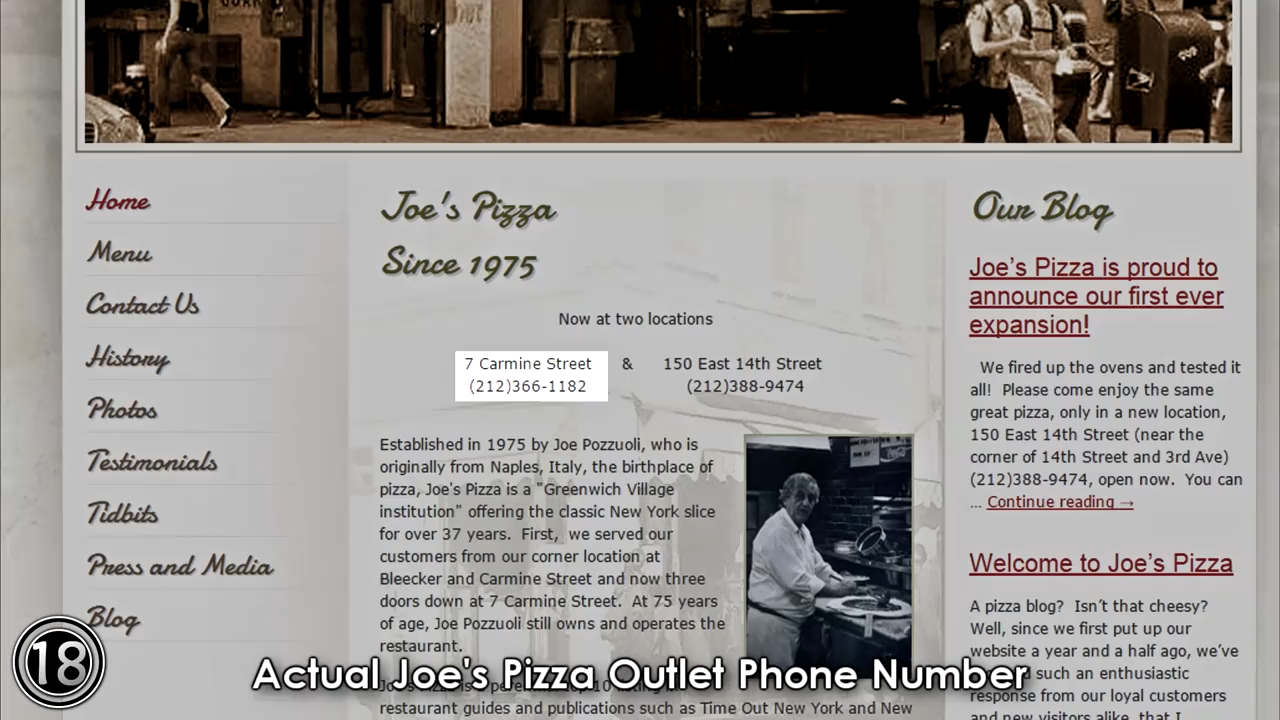 Home
Menu
Contact Us
History
Photos
Testimonials
Tidbits
Press and Media
Blog
Joe's Pizza
Since 1975
Now at two locations
7 Carmine Street & 150 East 14th Street
(212)366-1182 (212)388-9474
Established in 1975 by Joe Pozzuoli, who is
originally from Naples, Italy, the birthplace of
pizza, Joe's Pizza is a "Greenwich Village
institution" offering the classic New York slice
for over 37 years. First, we served our
customers from our corner location at
Bleecker and Carmine Street and now three
doors down at 7 Carmine Street. At 75 years
of age, Joe Pozzuoli still owns and operates the
restaurant.
restaurant guides and publications such as Time Out New York and New
Our Blog
Joe's Pizza is proud to
announce our first ever
expansion!
We fired up the ovens and tested it
all! Please come enjoy the same
great pizza, only in a new location,
150 East 14th Street (near the
corner of 14th Street and 3rd Ave)
(212)388-9474, open now. You can
... Continue reading →
Welcome to Joe's Pizza
A pizza blog? Isn't that cheesy?
Well, since we first put up our
website a year and a half ago, we've
such an enthusiastic
response from our loyal customers
and new visitors alike, that I
18
Actual Joe's Pizza Outlet Phone Number